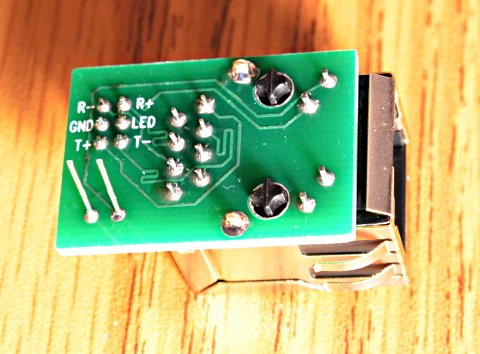 R- R+
GND LED
T+ T-